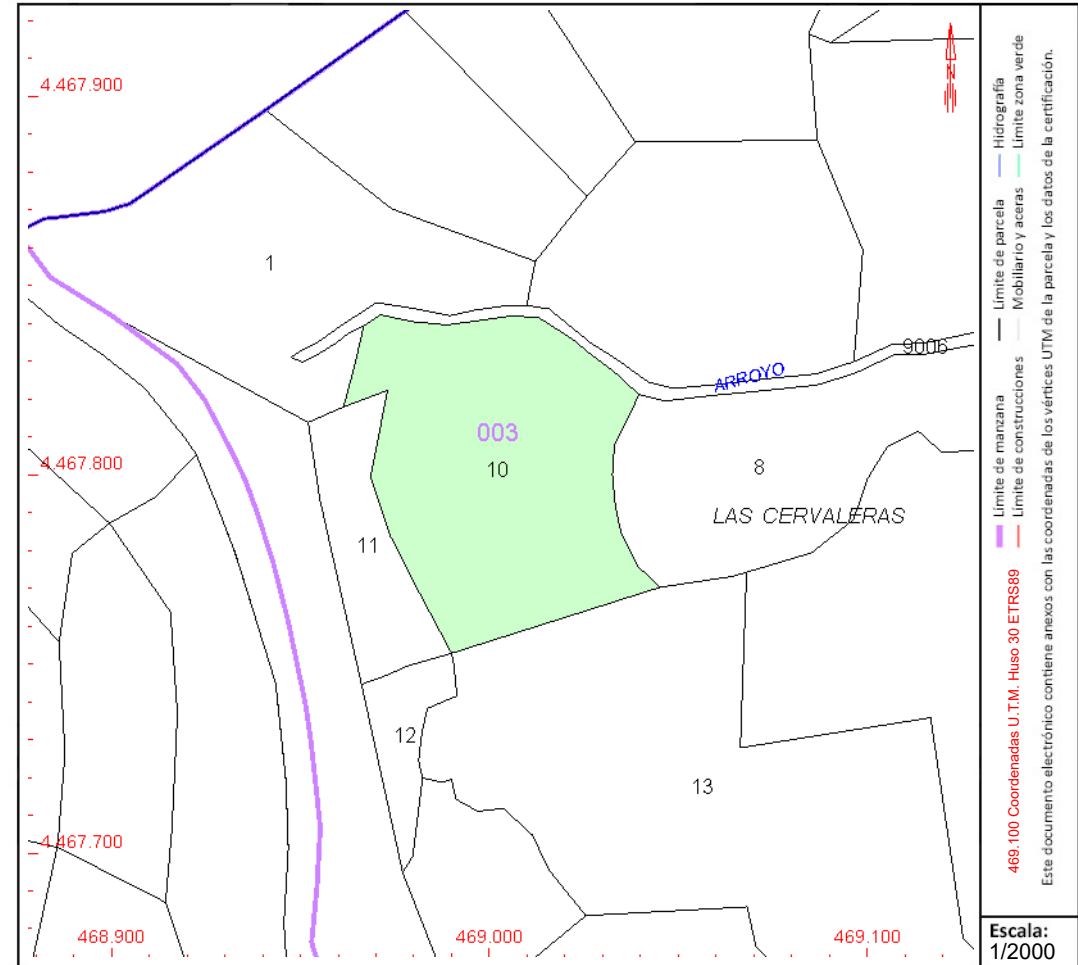 4.467.900
N
1
9006
ARROYO
003
4.467.800
10
8
LAS CERVALERAS
11
12
13
4.467.700
468.900
469.000
469.100
Límite de manzana
Límite de parcela
Hidrografía
Límite de construcciones
Mobiliario y aceras
Límite zona verde
469.100 Coordenadas U.T.M. Huso 30 ETRS89
Este documento electrónico contiene anexos con las coordenadas de los vértices UTM de la parcela y los datos de la certificación.
Escala:
1/2000